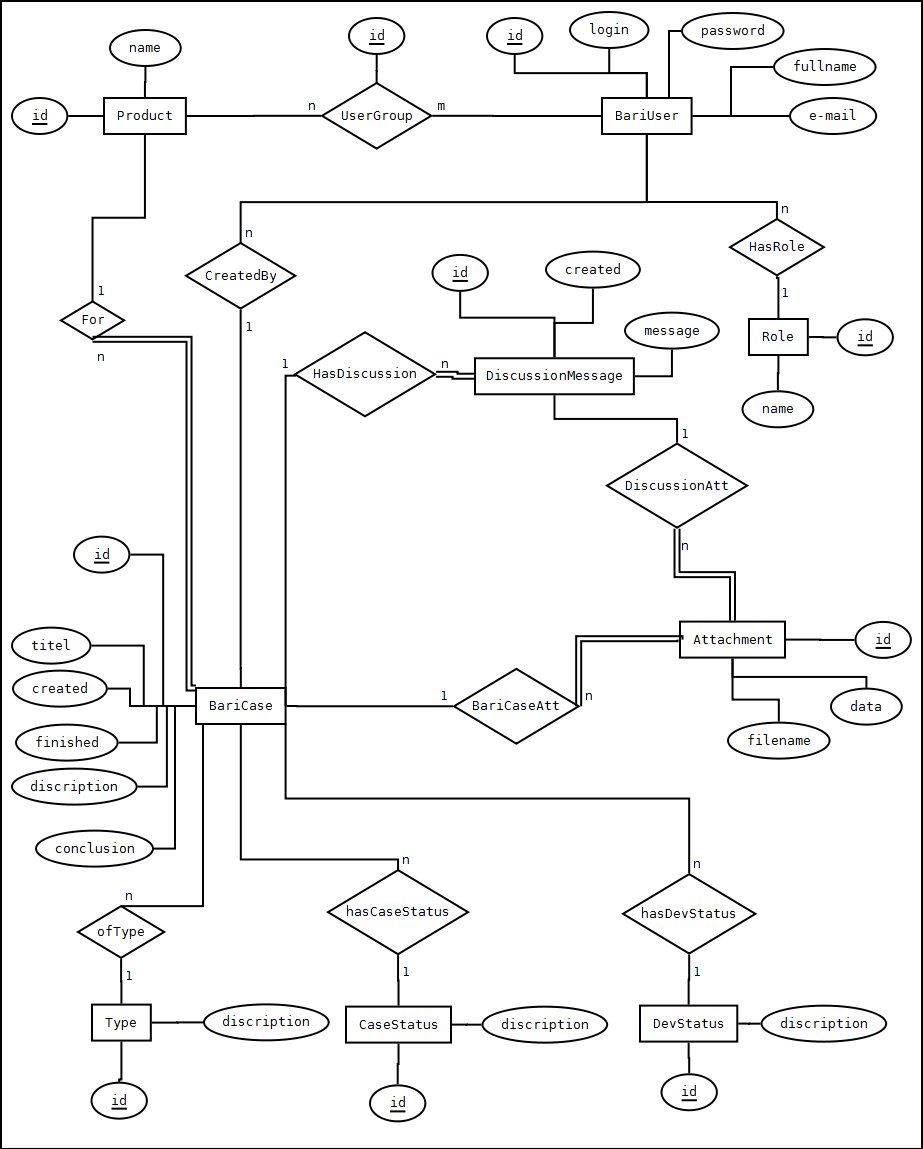 name
id
id
login
password
fullname
id
Product
n
UserGroup
m
BariUser
e-mail
n
n
CreatedBy
HasRole
id
created
1
1
For
1
message
Role
id
n
1
n
HasDiscussion
DiscussionMessage
name
1
DiscussionAtt
n
id
titel
Attachment
id
created
1
n
BariCase
BariCaseAtt
data
finished
filename
discription
conclusion
n
n
n
ofType
hasCaseStatus
hasDevStatus
1
1
1
Type
discription
CaseStatus
discription
DevStatus
discription
id
id
id